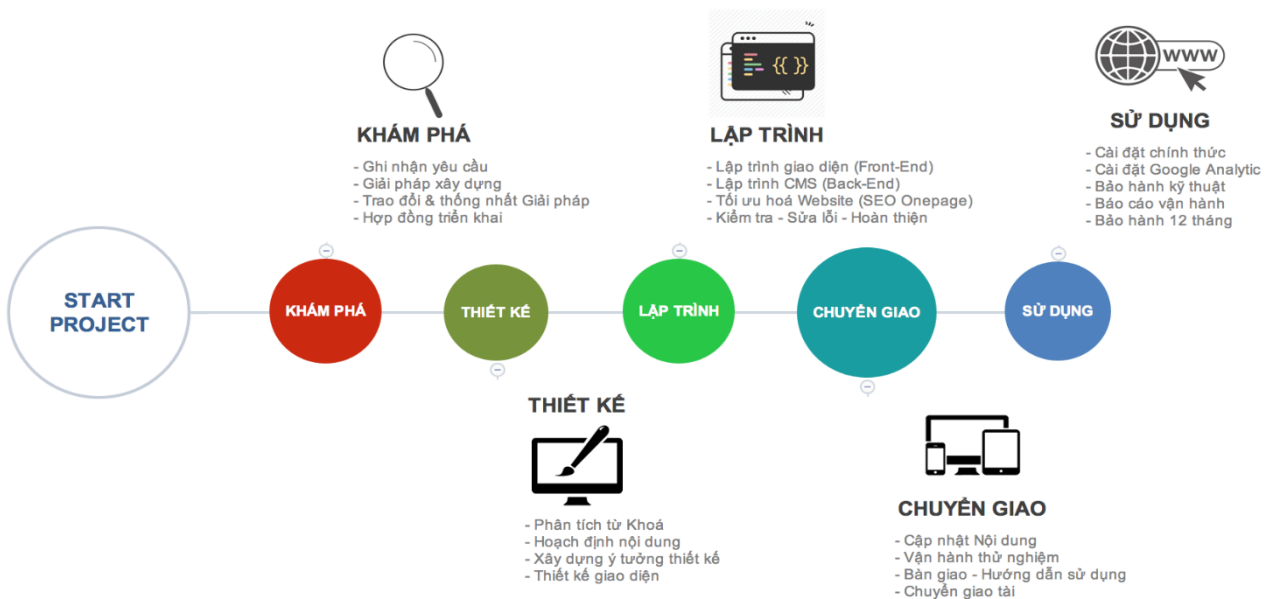 KHÁM PHÁ
- Ghi nhận yêu cầu
- Giải pháp xây dựng
- Trao đổi & thống nhất Giải pháp
- Hợp đồng triển khai
{{ }}
LẬP TRÌNH
- Lập trình giao diện (Front-End)
- Lập trình CMS (Back-End)
- Tối ưu hoá Website (SEO Onepage)
- Kiểm tra - Sửa lỗi - Hoàn thiện
WWW
SỬ DỤNG
- Cài đặt chính thức
- Cài đặt Google Analytic
- Bảo hành kỹ thuật
- Báo cáo vận hành
- Bảo hành 12 tháng
START
PROJECT
KHÁM PHÁ
THIẾT KẾ
LẬP TRÌNH
CHUYỂN GIAO
SỬ DỤNG
THIẾT KẾ
- Phân tích từ Khoá
- Hoạch định nội dung
- Xây dựng ý tưởng thiết kế
- Thiết kế giao diện
CHUYỂN GIAO
- Cập nhật Nội dung
- Vận hành thử nghiệm
- Bàn giao - Hướng dẫn sử dụng
- Chuyển giao tài